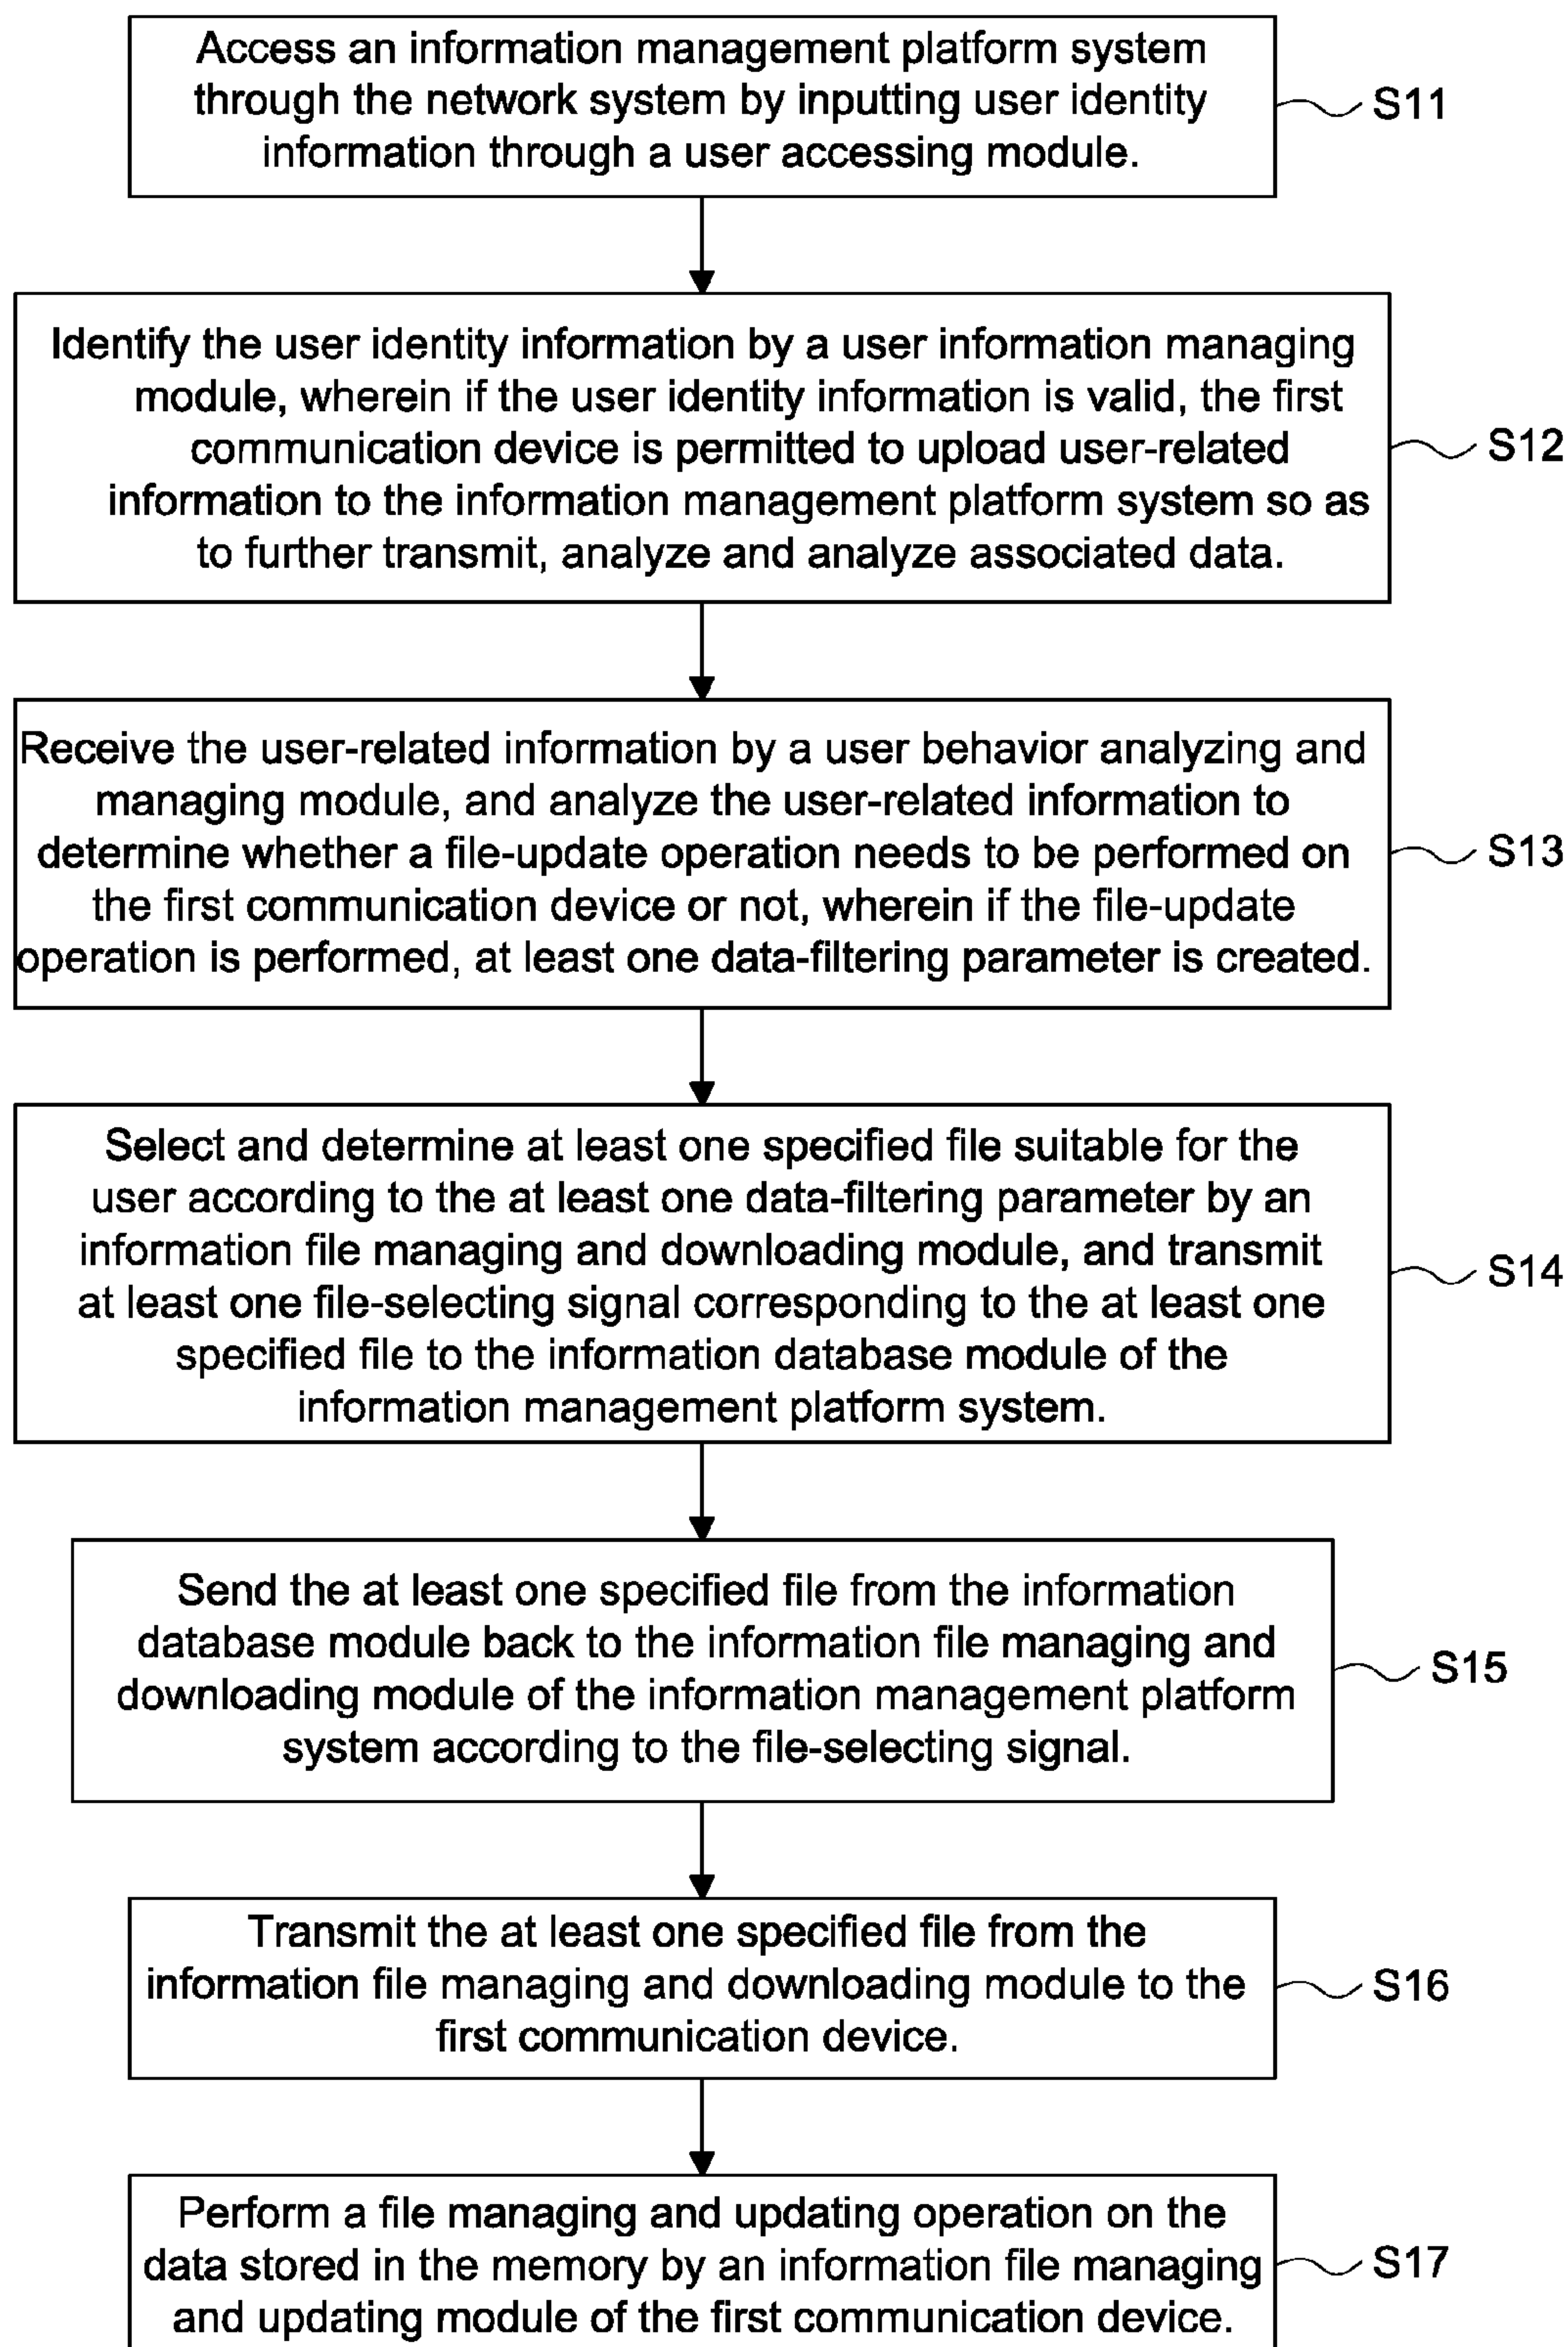 Access an information management platform system
through the network system by inputting user identity
information through a user accessing module.
S11
Identify the user identity information by a user information managing
module, wherein if the user identity information is valid, the first
communication device is permitted to upload user-related
information to the information management platform system so as
to further transmit, analyze and analyze associated data.
S12
Receive the user-related information by a user behavior analyzing and
managing module, and analyze the user-related information to
determine whether a file-update operation needs to be performed on
the first communication device or not, wherein if the file-update
operation is performed, at least one data-filtering parameter is created.
S13
Select and determine at least one specified file suitable for the
user according to the at least one data-filtering parameter by an
information file managing and downloading module, and transmit
at least one file-selecting signal corresponding to the at least one
specified file to the information database module of the
information management platform system.
S14
Send the at least one specified file from the information
database module back to the information file managing and
downloading module of the information management platform
system according to the file-selecting signal.
S15
Transmit the at least one specified file from the
information file managing and downloading module to the
first communication device.
S16
Perform a file managing and updating operation on the
data stored in the memory by an information file managing
and updating module of the first communication device.
S17